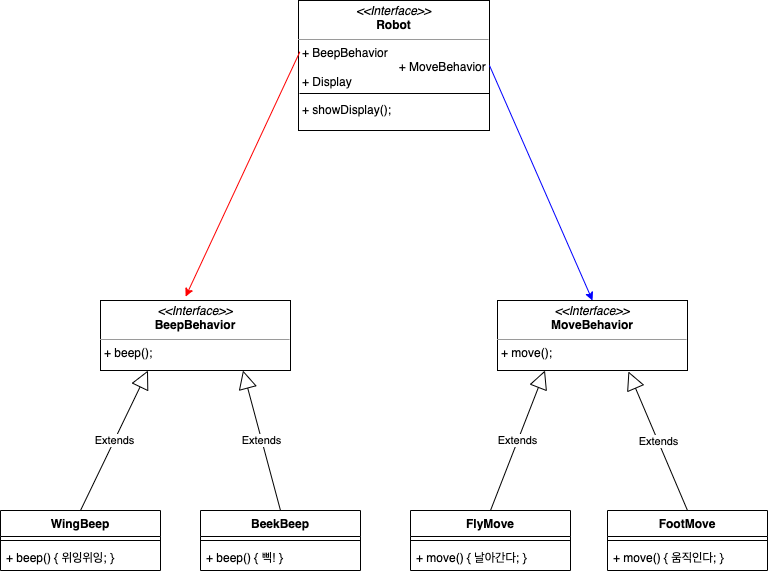 <<Interface>>
Robot
+ BeepBehavior
+ MoveBehavior
+ Display
+ showDisplay();
<<Interface>>
BeepBehavior
+ beep();
<<Interface>>
MoveBehavior
+ move();
Extends
Extends
Extends
Extends
WingBeep
+ beep() { 위잉위잉; }
BeekBeep
+ beep() { 삑! }
FlyMove
+ move() { 날아간다; }
FootMove
+ move() { 움직인다; }